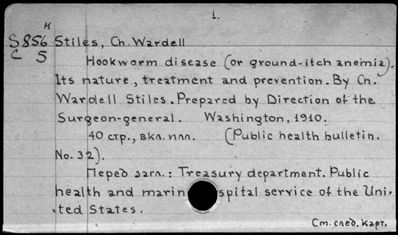 1.
н
S856 Stiles, Ch. Wardell
C 5
Hookworm disease (or ground-itch anemia).
Its nature, treatment and prevention. By Ch.
Wardell Stiles. Prepared by Direction of the
Surgeon-general. Washington, 1910.
40 стр., вкл. илл. (Public health bulletin.
No. 32).
Перед загл.: Treasury department. Public
health and marin spital service of the Uni-
ted States.
См. след. карт.